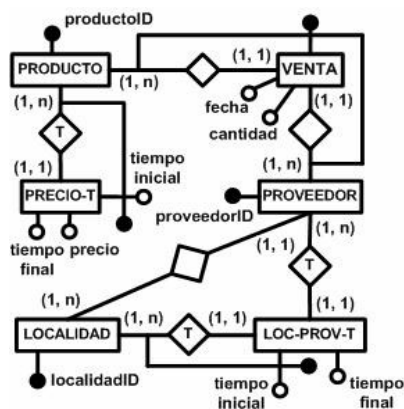 productoID
(1, n)
(1, 1)
PRODUCTO
VENTA
(1, n)
(1, 1)
fecha
cantidad
T
(1, 1)
tiempo
inicial
(1, n)
PRECIO-T
PROVEEDOR
proveedorID
(1, n)
tiempo precio
final
(1, 1)
T
(1, n)
(1, 1)
LOCALIDAD
(1, n)
T
(1, 1)
LOC-PROV-T
localidadID
tiempo
inicial
tiempo
final